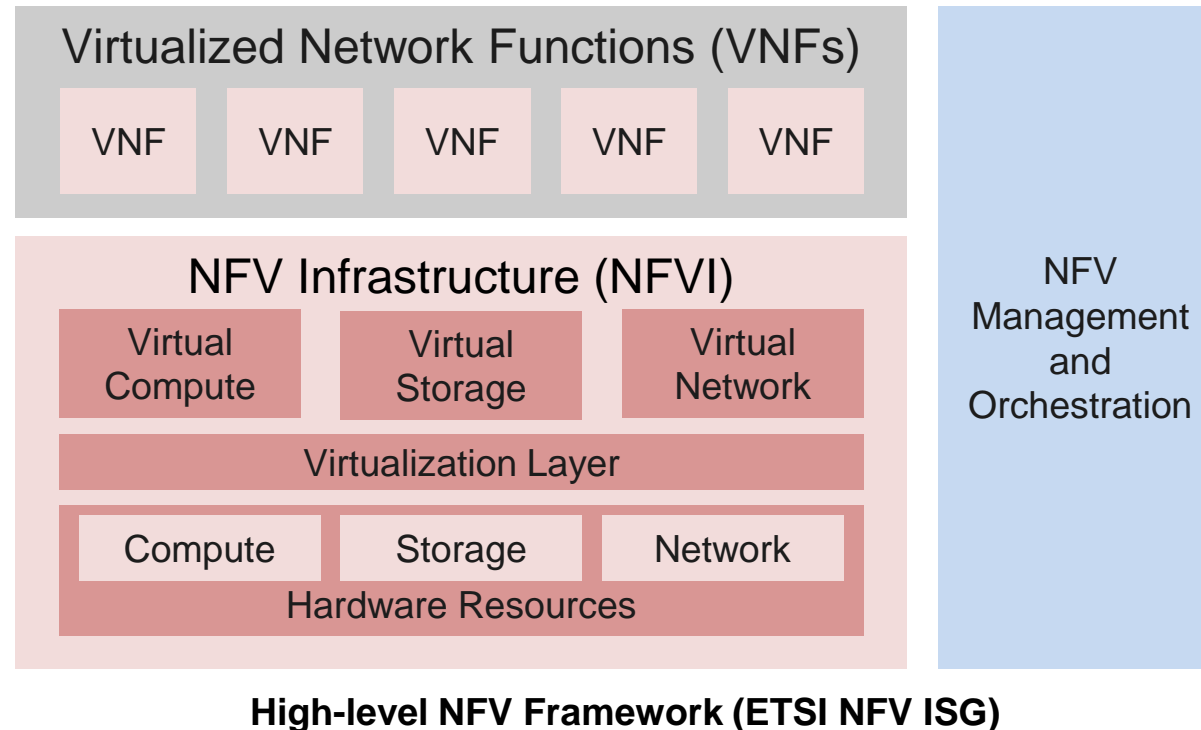 Virtualized Network Functions (VNFs)
VNF VNF VNF VNF VNF
NFV Infrastructure (NFVI)
Virtual
Compute
Virtual
Storage
Virtual
Network
Virtualization Layer
Compute Storage Network
Hardware Resources
NFV
Management
and
Orchestration
High-level NFV Framework (ETSI NFV ISG)